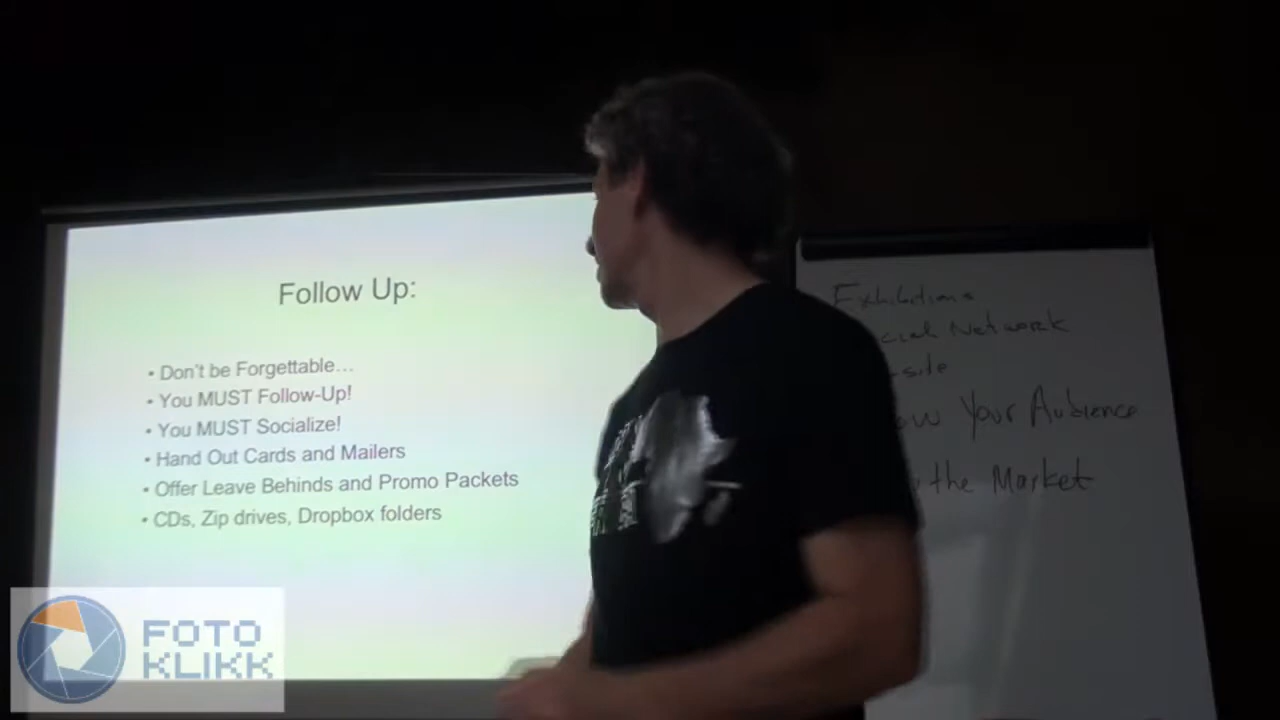 Follow Up:
• Don't be Forgettable…
• You MUST Follow-Up!
• You MUST Socialize!
• Hand Out Cards and Mailers
• Offer Leave Behinds and Promo Packets
• CDs, Zip drives, Dropbox folders
Exhibitions
Network
Your Audience
the Market
FOTO
KLIKK